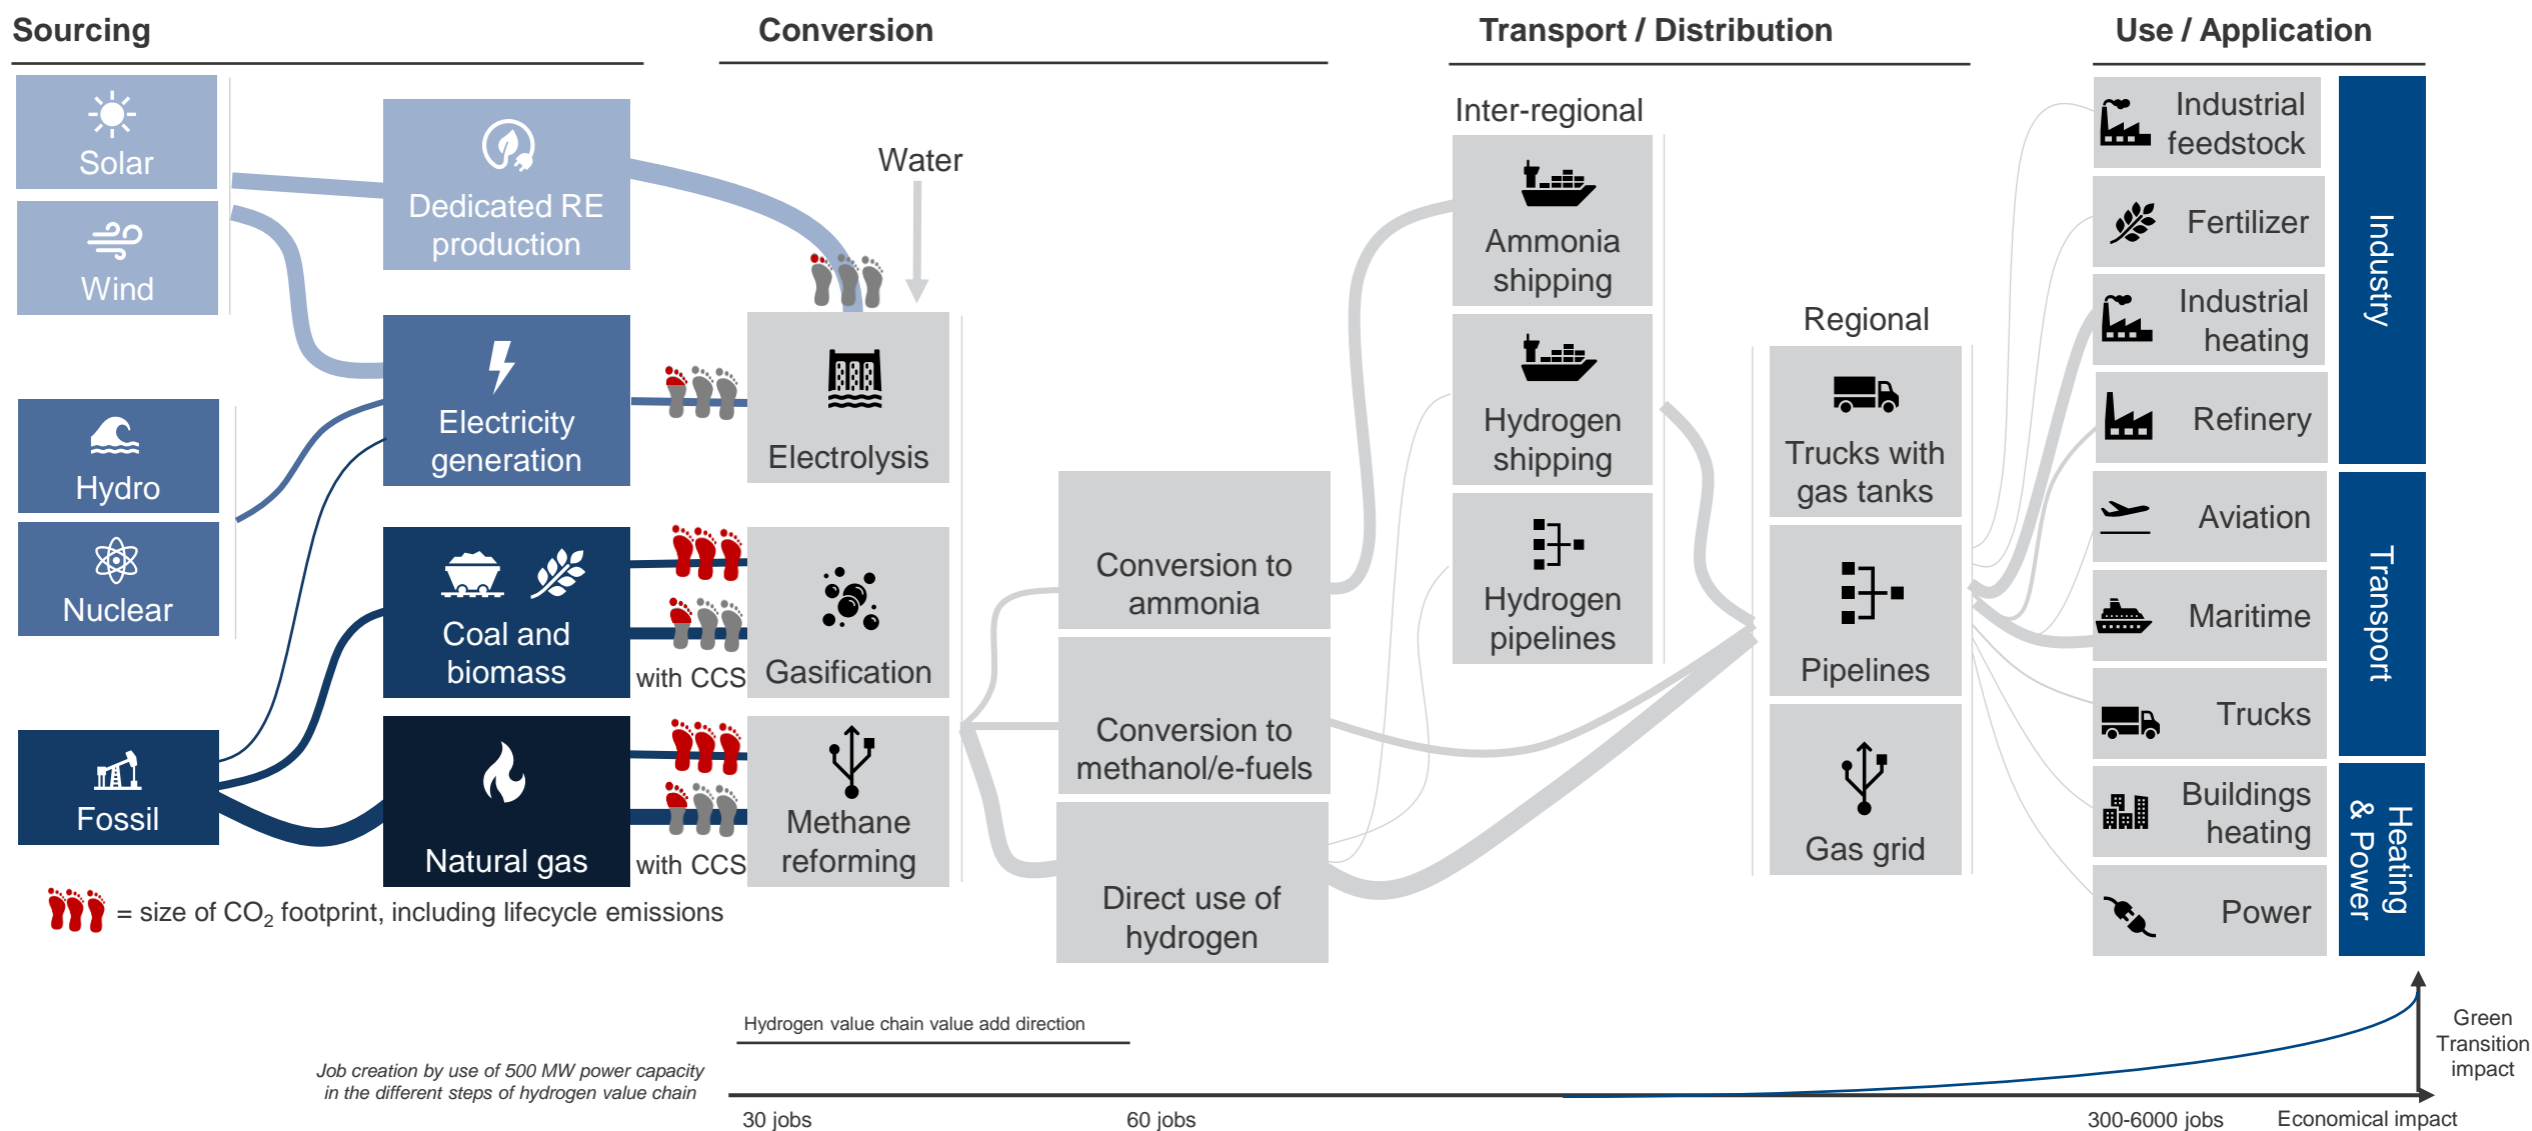 Sourcing
Conversion
Transport / Distribution
Use / Application
Solar
Wind
Hydro
Nuclear
Fossil
Dedicated RE
production
Electricity
generation
Coal and
biomass
Natural gas
with CCS
with CCS
= size of CO₂ footprint, including lifecycle emissions
Water
Electrolysis
Gasification
Methane
reforming
Conversion to
ammonia
Conversion to
methanol/e-fuels
Direct use of
hydrogen
Inter-regional
Ammonia
shipping
Hydrogen
shipping
Hydrogen
pipelines
Regional
Trucks with
gas tanks
Pipelines
Gas grid
Industrial
feedstock
Fertilizer
Industrial
heating
Refinery
Aviation
Maritime
Trucks
Buildings
heating
Power
Industry
Transport
Heating
& Power
Hydrogen value chain value add direction
Job creation by use of 500 MW power capacity
in the different steps of hydrogen value chain
30 jobs
60 jobs
300-6000 jobs
Economical impact
Green
Transition
impact